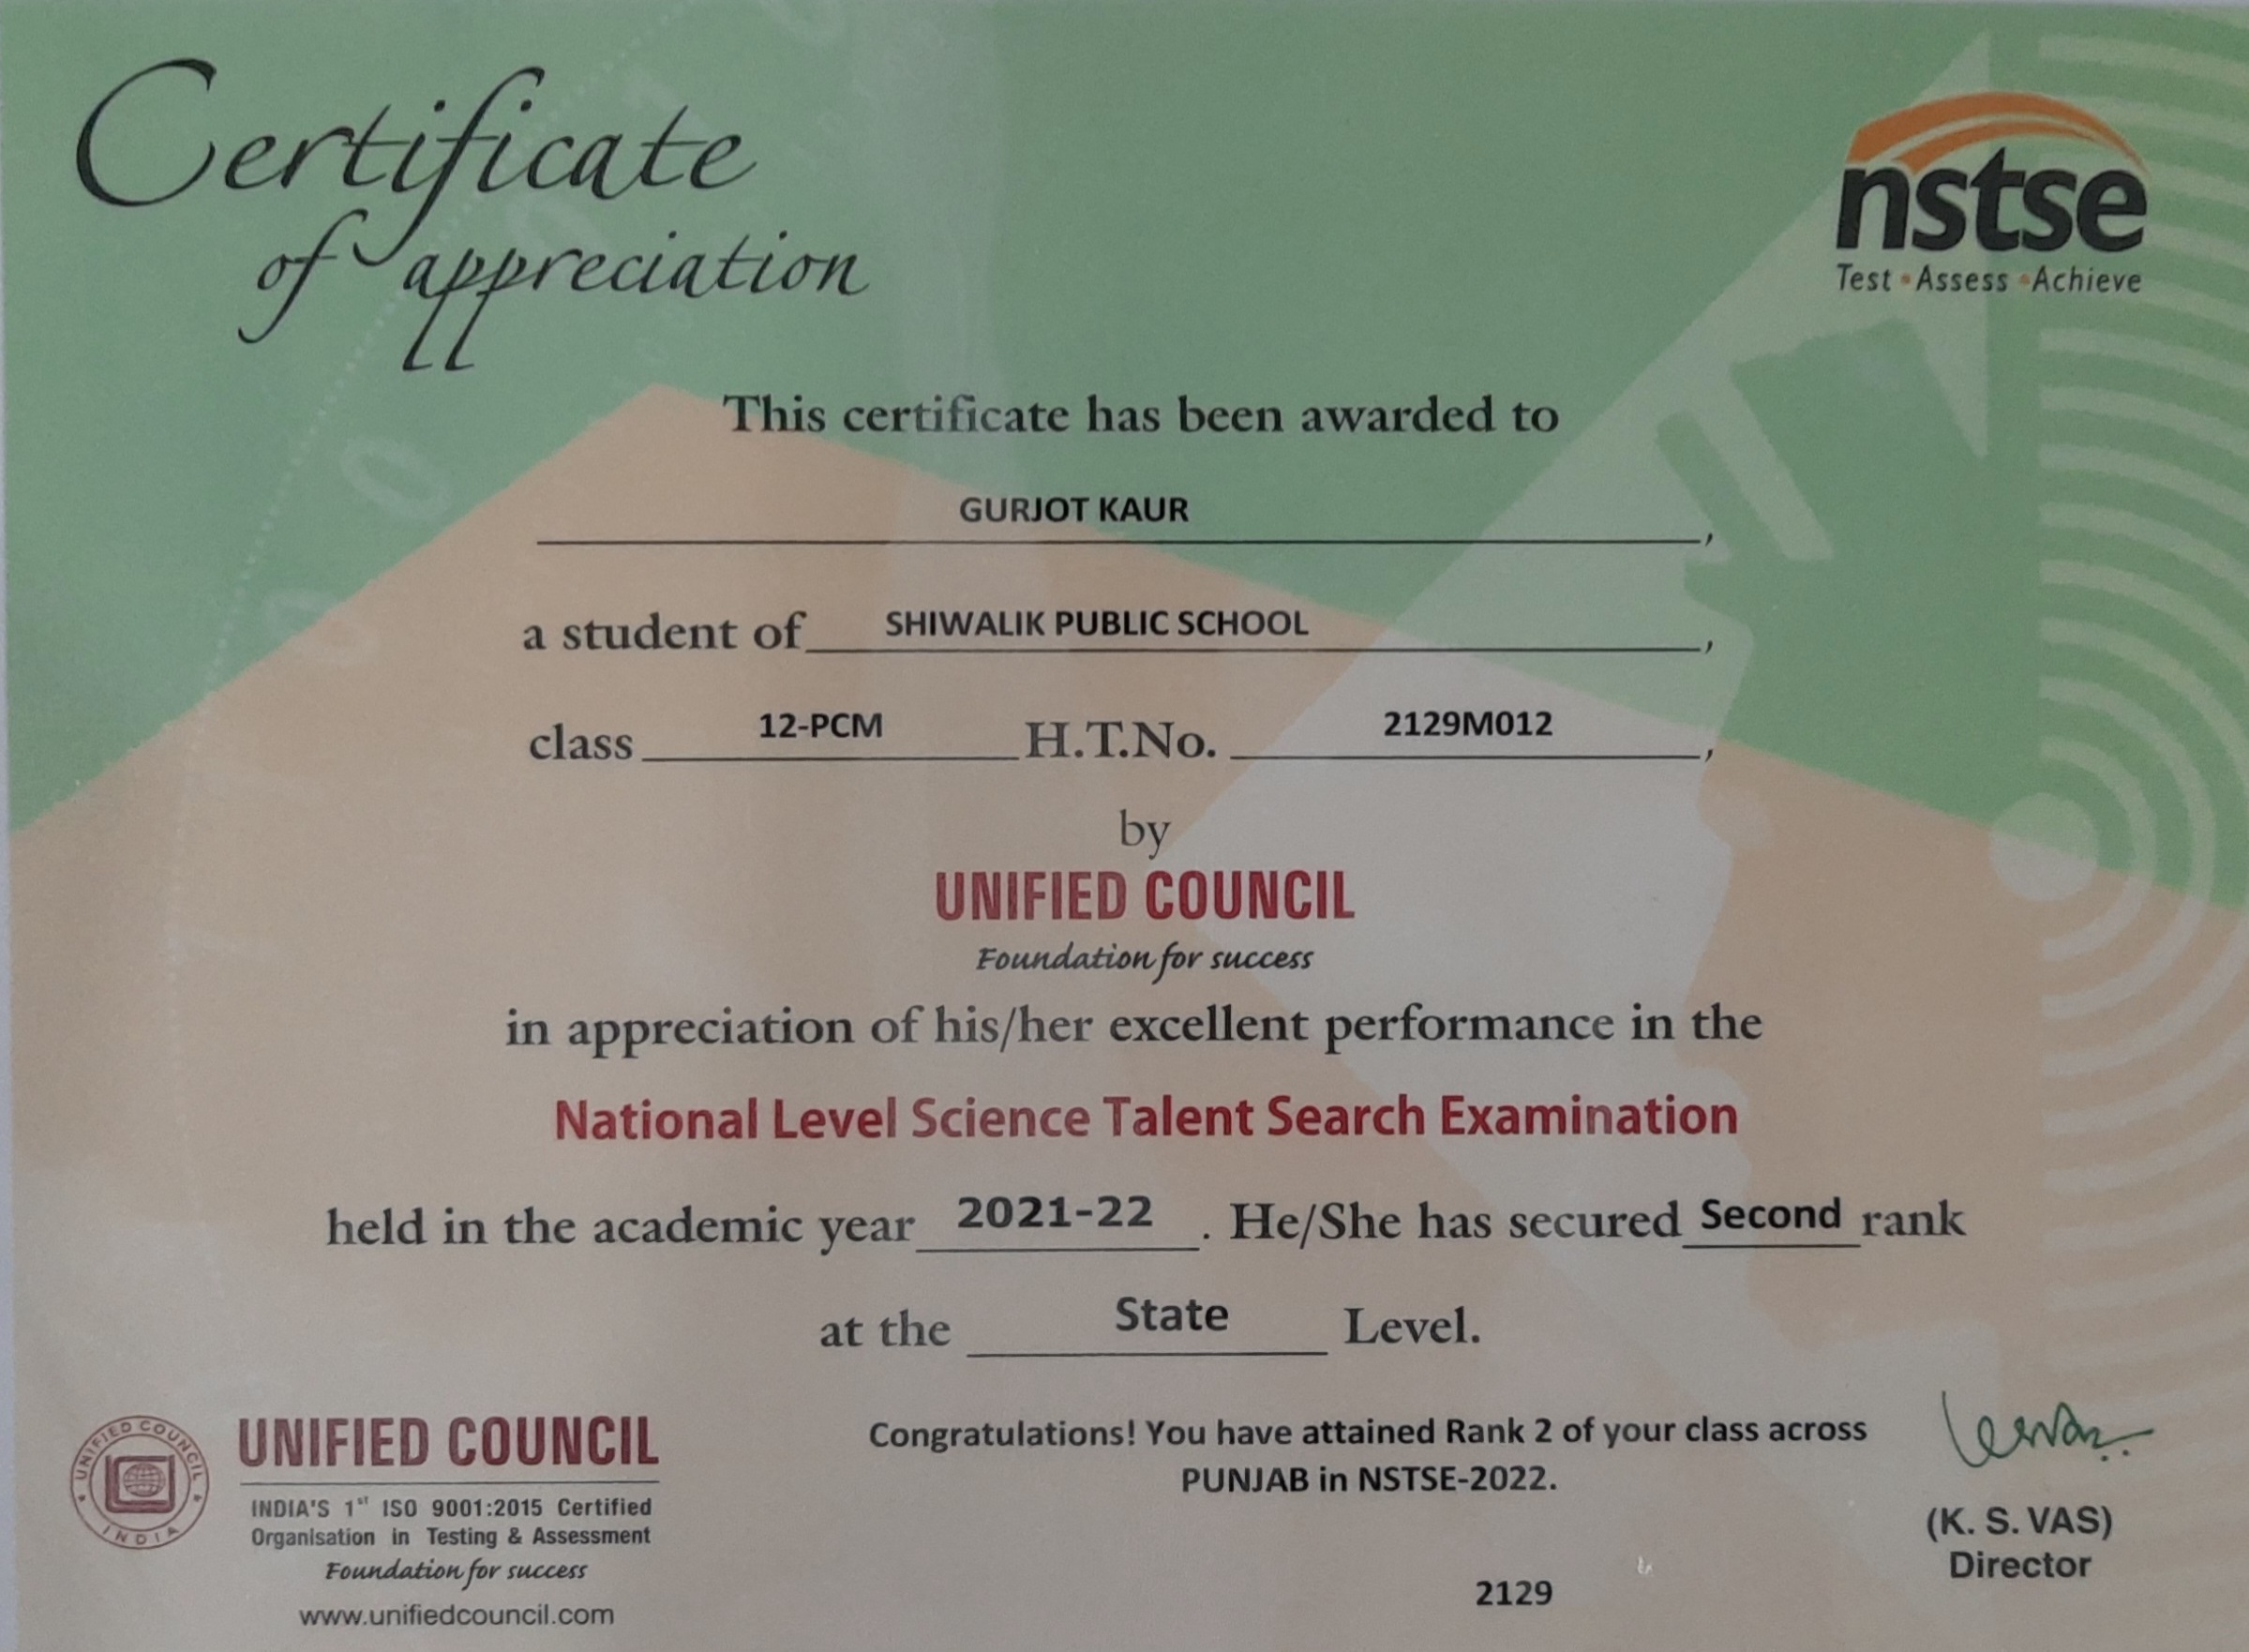 Certificate
of appreciation
nstse
Test • Assess • Achieve
This certificate has been awarded to
GURJOT KAUR,
a student of SHIWALIK PUBLIC SCHOOL,
class 12-PCM H.T.No. 2129M012,
by
UNIFIED COUNCIL
Foundation for success
in appreciation of his/her excellent performance in the
National Level Science Talent Search Examination
held in the academic year 2021-22. He/She has secured Second rank
at the State Level.
UNIFIED COUNCIL
INDIA
UNIFIED COUNCIL
INDIA'S 1st ISO 9001:2015 Certified
Organisation in Testing & Assessment
Foundation for success
www.unifiedcouncil.com
Congratulations! You have attained Rank 2 of your class across
PUNJAB in NSTSE-2022.
2129
(K. S. VAS)
Director